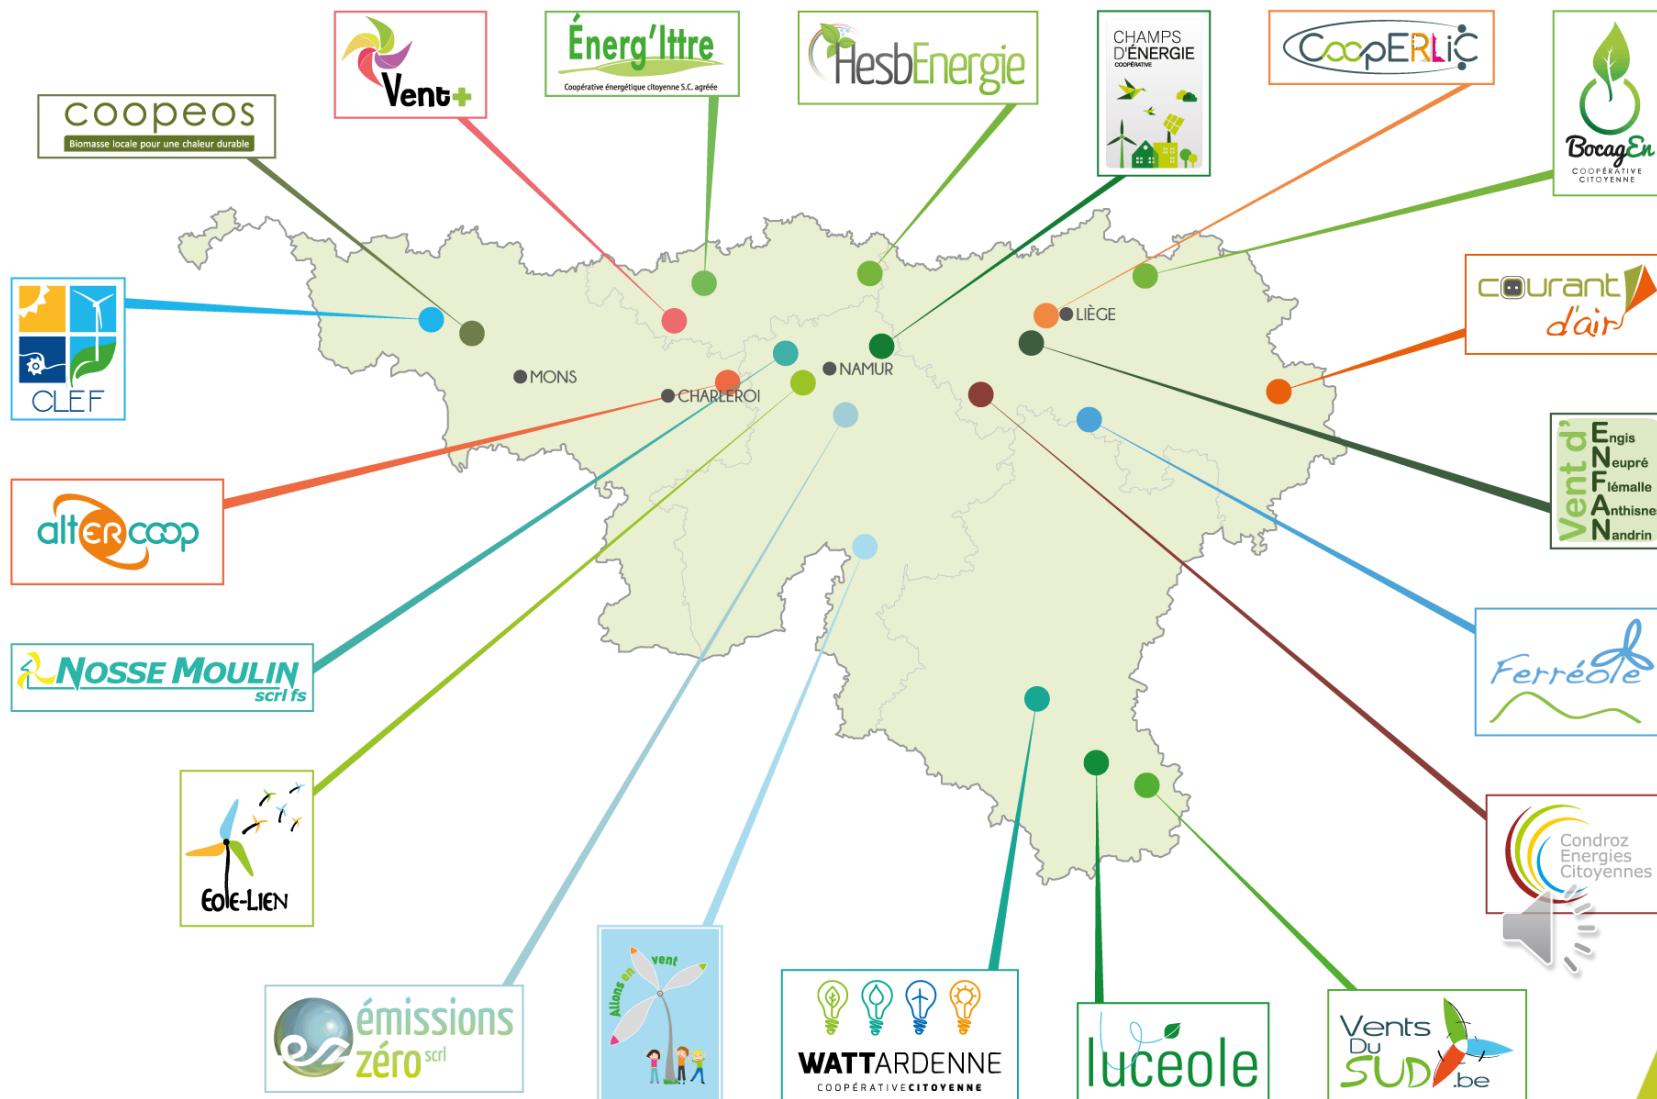 coopeos
Biomasse locale pour une chaleur durable
Vent+
Énerg'Ittre
Coopérative énergétique citoyenne S.C. agréée
HesbEnergie
CHAMPS
D'ÉNERGIE
COOPÉRATIVE
CoopERLiC
BocagEn
COOPÉRATIVE
CITOYENNE
CLEF
courant
d'air
LIÈGE
MONS
NAMUR
CHARLEROI
Vent d'
Engis
Neupré
Flémalle
Anthisnes
Nandrin
altERcoop
NOSSE MOULIN
scrl fs
Ferréole
EOlE-LIEN
Condroz
Energies
Citoyennes
Allons en vent
ez
émissions
zéro scrl
WATTARDENNE
COOPÉRATIVECITOYENNE
lucéole
Vents
Du
SUD.be